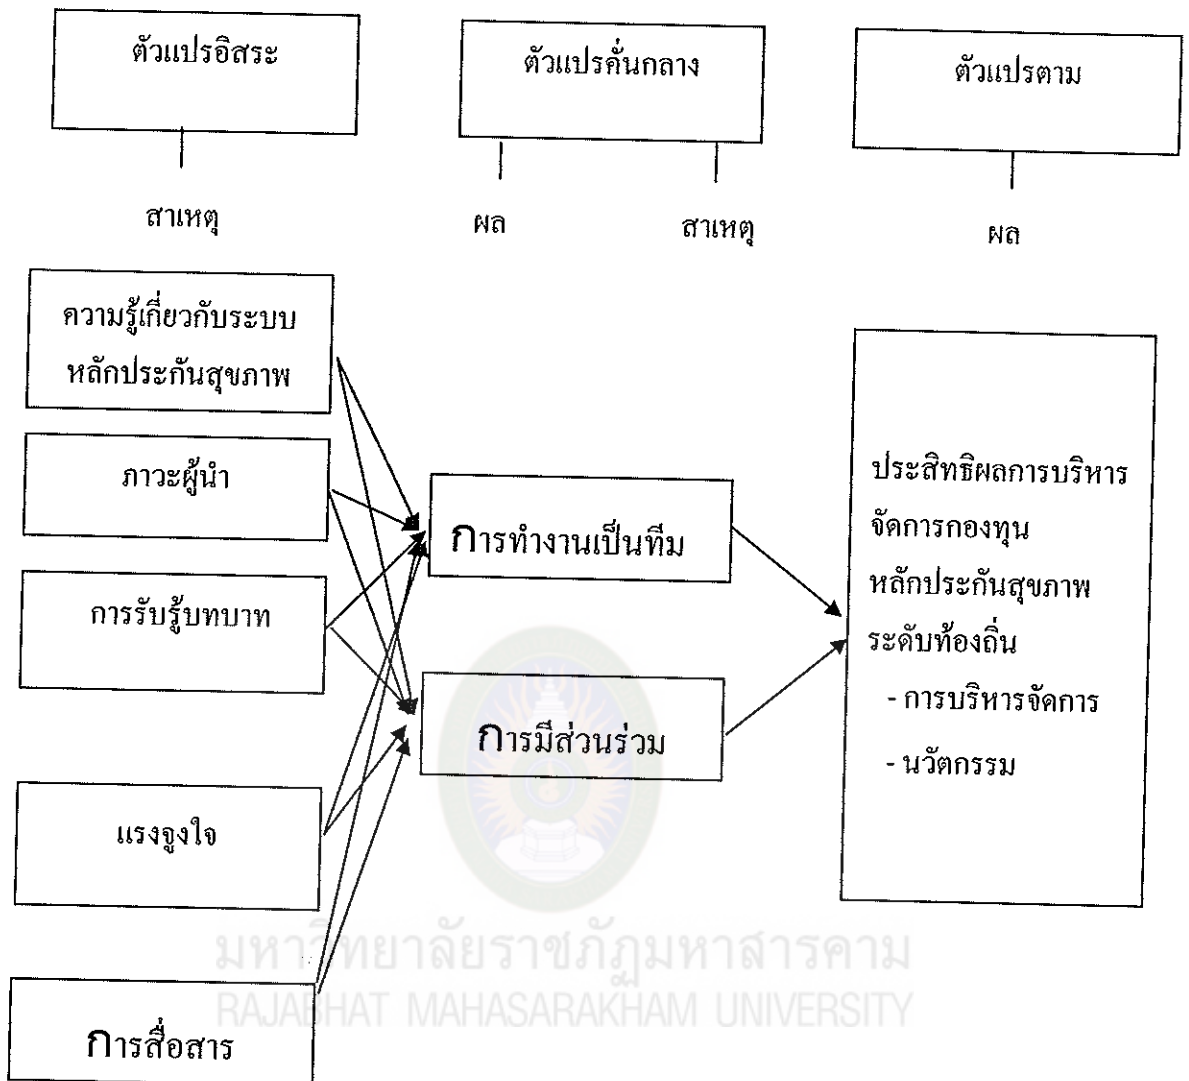 ตัวแปรอิสระ
ตัวแปรคั่นกลาง
ตัวแปรตาม
สาเหตุ
ผล
สาเหตุ
ผล
ความรู้เกี่ยวกับระบบ
หลักประกันสุขภาพ
ภาวะผู้นำ
การรับรู้บทบาท
แรงจูงใจ
การสื่อสาร
การทำงานเป็นทีม
การมีส่วนร่วม
ประสิทธิผลการบริหาร
จัดการกองทุน
หลักประกันสุขภาพ
ระดับท้องถิ่น
- การบริหารจัดการ
- นวัตกรรม
มหาวิทยาลัยราชภัฏมหาสารคาม
RAJABHAT MAHASARAKHAM UNIVERSITY